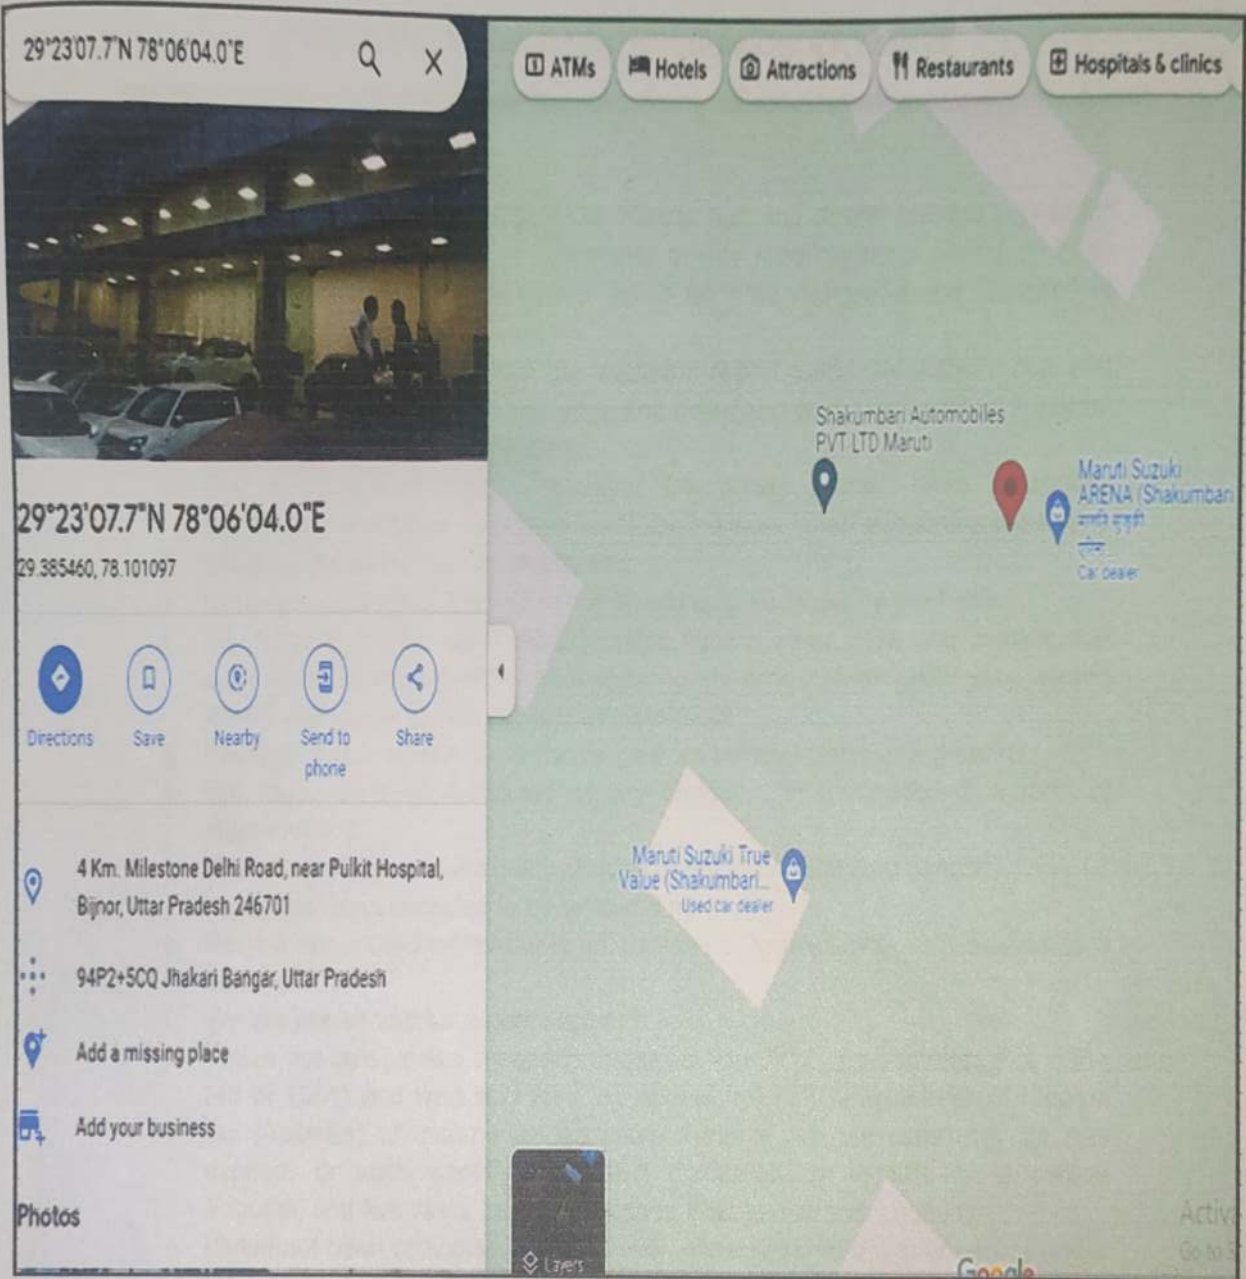 29°23'07.7"N 78°06'04.0"E
ATMs
Hotels
Attractions
Restaurants
Hospitals & clinics
Shakumbari Automobiles
PVT LTD Maruti
Maruti Suzuki
ARENA (Shakumbari
मारुति सुजुकी
एरिना...
Car dealer
29°23'07.7"N 78°06'04.0"E
29.385460, 78.101097
Directions
Save
Nearby
Send to
phone
Share
4 Km. Milestone Delhi Road, near Pulkit Hospital,
Bijnor, Uttar Pradesh 246701
Maruti Suzuki True
Value (Shakumbari...
Used car dealer
94P2+5CQ Jhakari Bangar, Uttar Pradesh
Add a missing place
Add your business
Photos
Layers
Google
Activa
Go to S